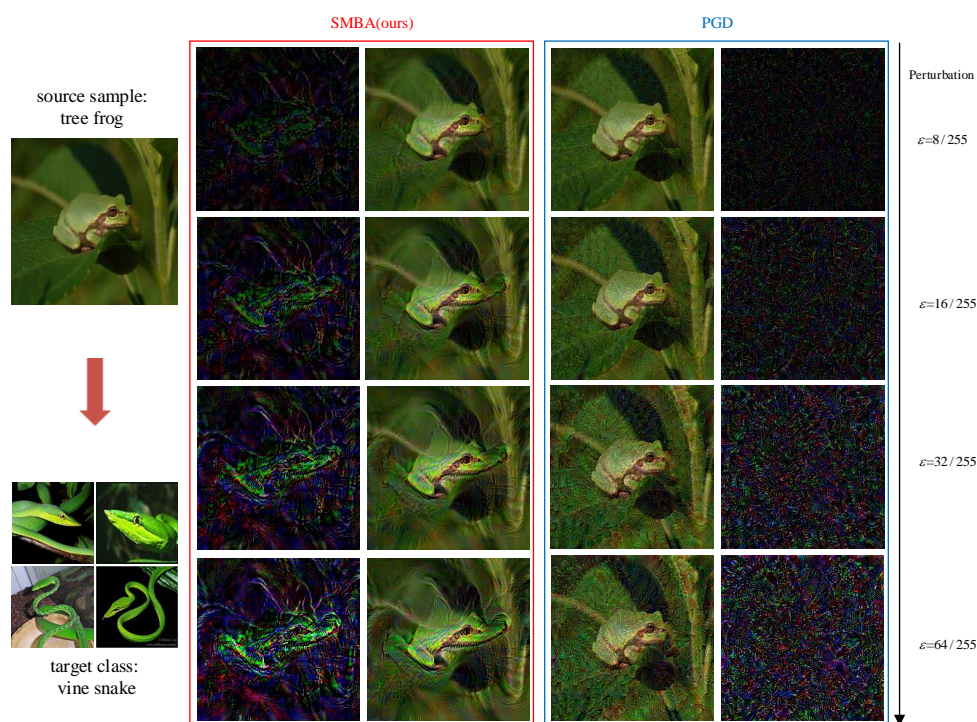 SMBA(ours)
PGD
Perturbation
source sample:
tree frog
ε=8/255
ε=16/255
ε=32/255
ε=64/255
target class:
vine snake